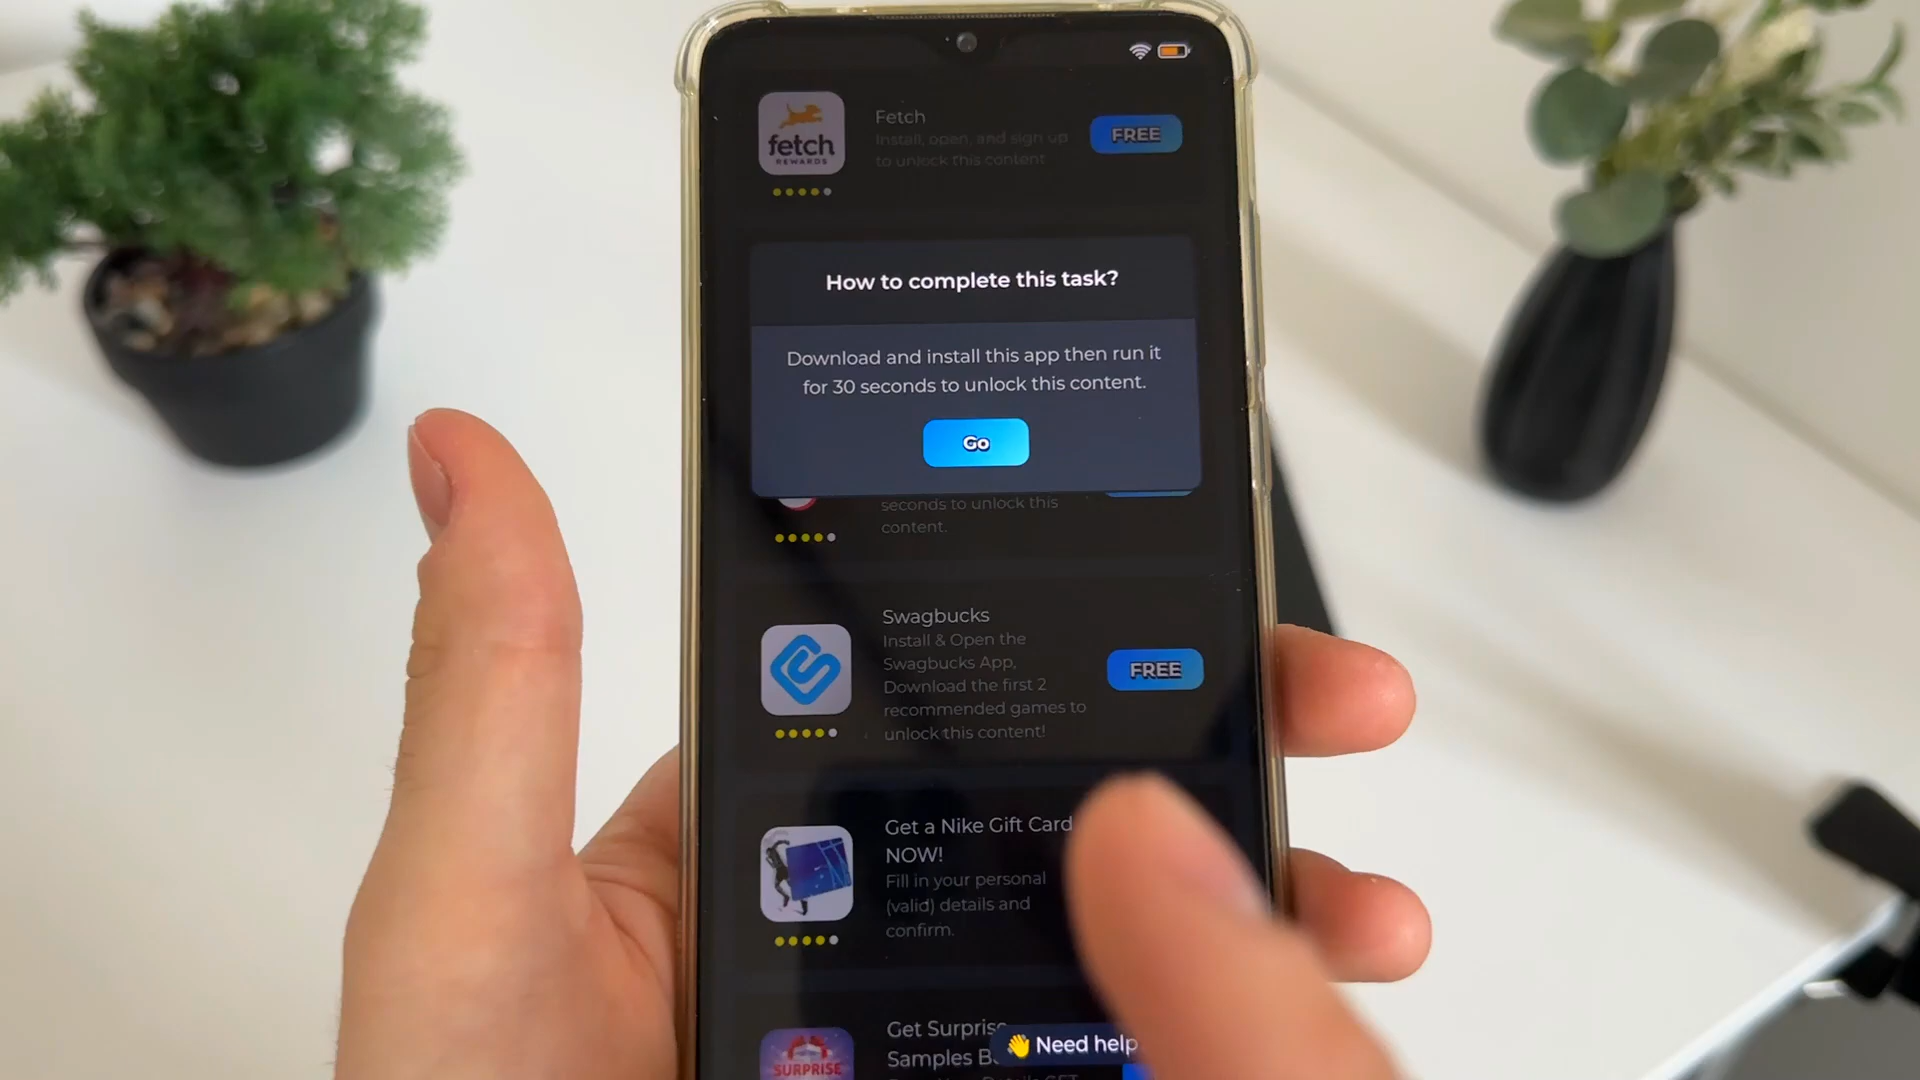 fetch
REWARDS
Fetch
Install, open, and sign up
to unlock this content
FREE
How to complete this task?
Download and install this app then run it
for 30 seconds to unlock this content.
Go
seconds to unlock this
content.
Swagbucks
Install & Open the
Swagbucks App,
Download the first 2
recommended games to
unlock this content!
FREE
Get a Nike Gift Card
NOW!
Fill in your personal
(valid) details and
confirm.
SURPRISE
Get Surprise
Samples B
👋 Need help